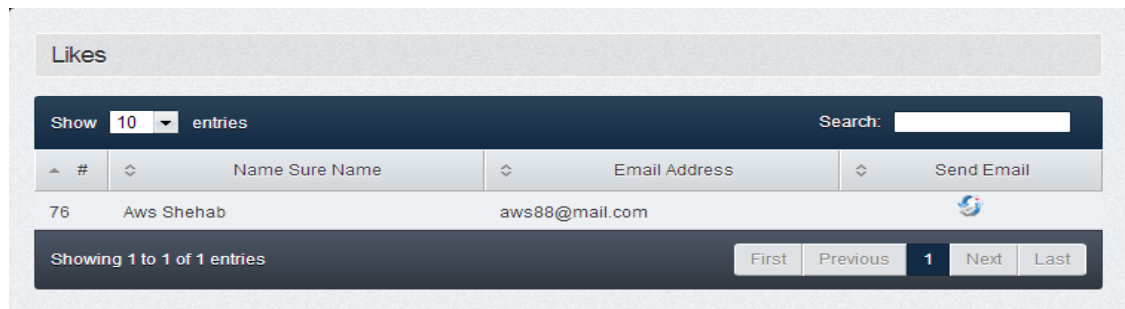 Likes
Show 10 entries Search:
# Name Sure Name Email Address Send Email
76 Aws Shehab aws88@mail.com
Showing 1 to 1 of 1 entries First Previous 1 Next Last